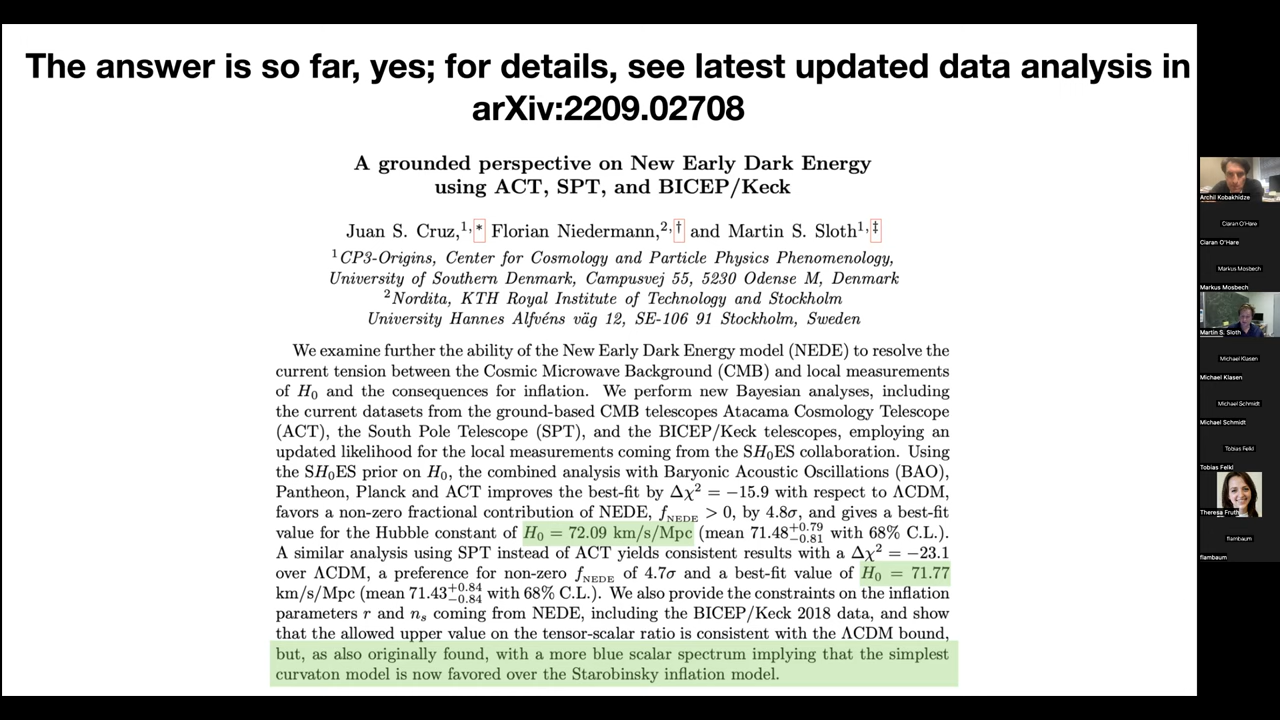 The answer is so far, yes; for details, see latest updated data analysis in
arXiv:2209.02708
A grounded perspective on New Early Dark Energy
using ACT, SPT, and BICEP/Keck
Juan S. Cruz,¹,* Florian Niedermann,²,† and Martin S. Sloth¹,‡
¹CP3-Origins, Center for Cosmology and Particle Physics Phenomenology,
University of Southern Denmark, Campusvej 55, 5230 Odense M, Denmark
²Nordita, KTH Royal Institute of Technology and Stockholm
University Hannes Alfvéns väg 12, SE-106 91 Stockholm, Sweden
We examine further the ability of the New Early Dark Energy model (NEDE) to resolve the
current tension between the Cosmic Microwave Background (CMB) and local measurements
of H₀ and the consequences for inflation. We perform new Bayesian analyses, including
the current datasets from the ground-based CMB telescopes Atacama Cosmology Telescope
(ACT), the South Pole Telescope (SPT), and the BICEP/Keck telescopes, employing an
updated likelihood for the local measurements coming from the SH₀ES collaboration. Using
the SH₀ES prior on H₀, the combined analysis with Baryonic Acoustic Oscillations (BAO),
Pantheon, Planck and ACT improves the best-fit by Δχ² = −15.9 with respect to ΛCDM,
favors a non-zero fractional contribution of NEDE, f_NEDE > 0, by 4.8σ, and gives a best-fit
value for the Hubble constant of H₀ = 72.09 km/s/Mpc (mean 71.48^{+0.79}_{−0.81} with 68% C.L.).
A similar analysis using SPT instead of ACT yields consistent results with a Δχ² = −23.1
over ΛCDM, a preference for non-zero f_NEDE of 4.7σ and a best-fit value of H₀ = 71.77
km/s/Mpc (mean 71.43^{+0.84}_{−0.84} with 68% C.L.). We also provide the constraints on the inflation
parameters r and n_s coming from NEDE, including the BICEP/Keck 2018 data, and show
that the allowed upper value on the tensor-scalar ratio is consistent with the ΛCDM bound,
but, as also originally found, with a more blue scalar spectrum implying that the simplest
curvaton model is now favored over the Starobinsky inflation model.
Archil Kobakhidze
Ciaran O'Hare
Ciaran O'Hare
Markus Mosbech
Markus Mosbech
Martin S. Sloth
Michael Klasen
Michael Klasen
Michael Schmidt
Michael Schmidt
Tobias Felkl
Tobias Felkl
Theresa Fruth
flambaum
flambaum